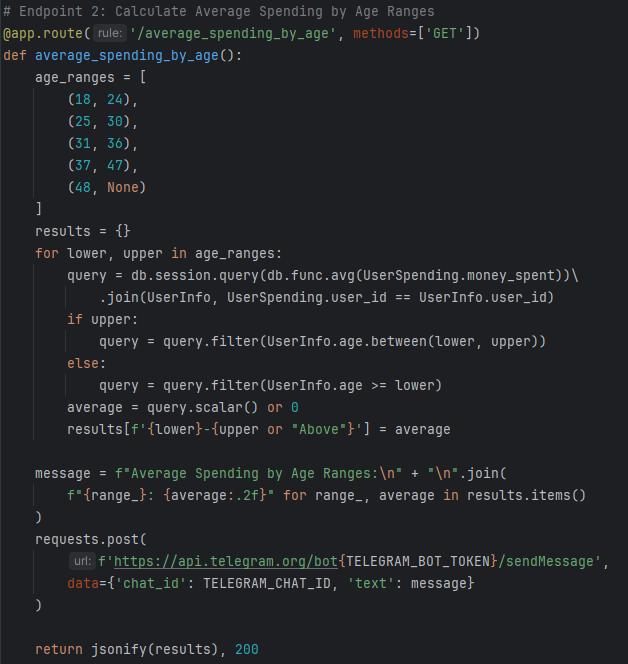 # Endpoint 2: Calculate Average Spending by Age Ranges
@app.route( rule: '/average_spending_by_age', methods=['GET'])
def average_spending_by_age():
    age_ranges = [
        (18, 24),
        (25, 30),
        (31, 36),
        (37, 47),
        (48, None)
    ]
    results = {}
    for lower, upper in age_ranges:
        query = db.session.query(db.func.avg(UserSpending.money_spent))\
            .join(UserInfo, UserSpending.user_id == UserInfo.user_id)
        if upper:
            query = query.filter(UserInfo.age.between(lower, upper))
        else:
            query = query.filter(UserInfo.age >= lower)
        average = query.scalar() or 0
        results[f'{lower}-{upper or "Above"}'] = average

    message = f"Average Spending by Age Ranges:\n" + "\n".join(
        f"{range_}: {average:.2f}" for range_, average in results.items()
    )
    requests.post(
        url: f'https://api.telegram.org/bot{TELEGRAM_BOT_TOKEN}/sendMessage',
        data={'chat_id': TELEGRAM_CHAT_ID, 'text': message}
    )

    return jsonify(results), 200